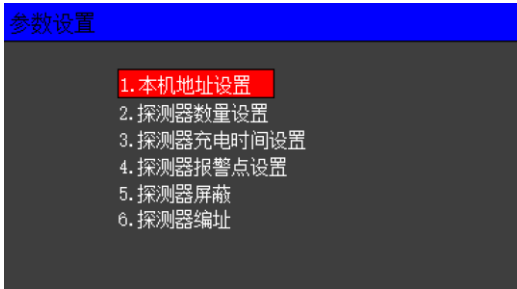 参数设置
1.本机地址设置
2.探测器数量设置
3.探测器充电时间设置
4.探测器报警点设置
5.探测器屏蔽
6.探测器编址